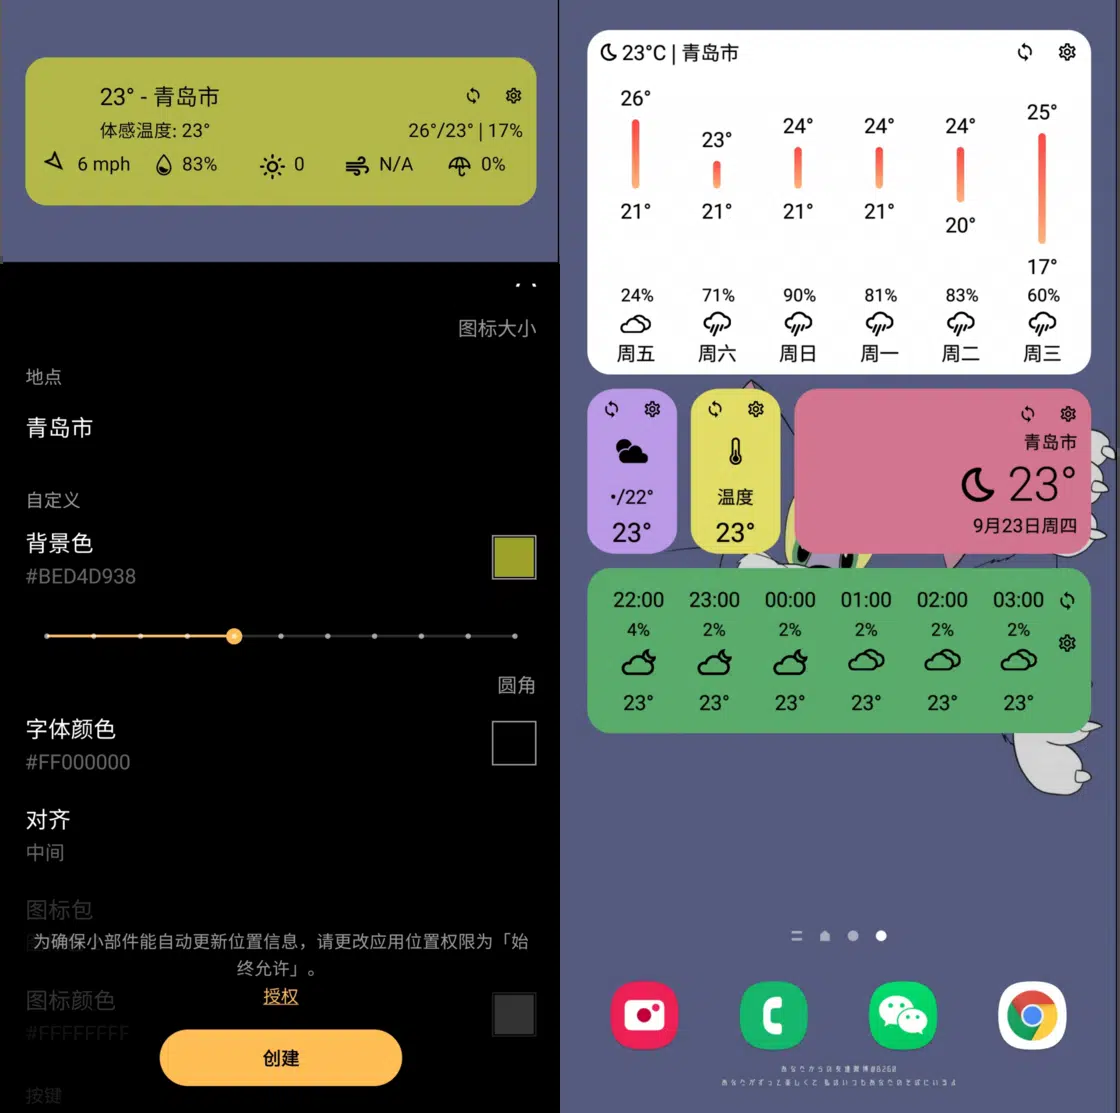 23° - 青岛市
体感温度: 23°
26°/23° | 17%
6 mph
83%
0
N/A
0%
图标大小
地点
青岛市
自定义
背景色
#BED4D938
圆角
字体颜色
#FF000000
对齐
中间
图标包
为确保小部件能自动更新位置信息，请更改应用位置权限为「始
终允许」。
授权
图标颜色
#FFFFFFFF
创建
按键
23°C | 青岛市
26° 23° 24° 24° 24° 25°
21° 21° 21° 21° 20° 17°
24% 71% 90% 81% 83% 60%
周五 周六 周日 周一 周二 周三
•/22°
23°
温度
23°
青岛市
23°
9月23日周四
22:00 23:00 00:00 01:00 02:00 03:00
4% 2% 2% 2% 2% 2%
23° 23° 23° 23° 23° 23°